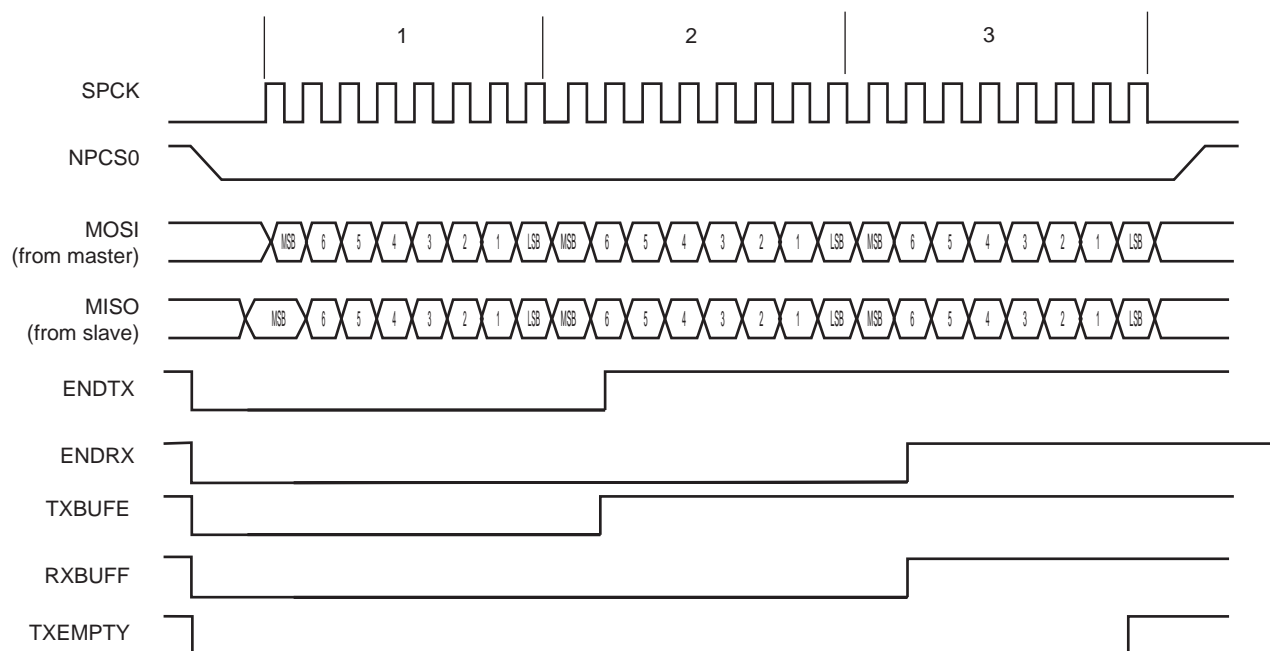 1 2 3
SPCK
NPCS0
MOSI
(from master)
MSB 6 5 4 3 2 1 LSB MSB 6 5 4 3 2 1 LSB MSB 6 5 4 3 2 1 LSB
MISO
(from slave)
MSB 6 5 4 3 2 1 LSB MSB 6 5 4 3 2 1 LSB MSB 6 5 4 3 2 1 LSB
ENDTX
ENDRX
TXBUFE
RXBUFF
TXEMPTY